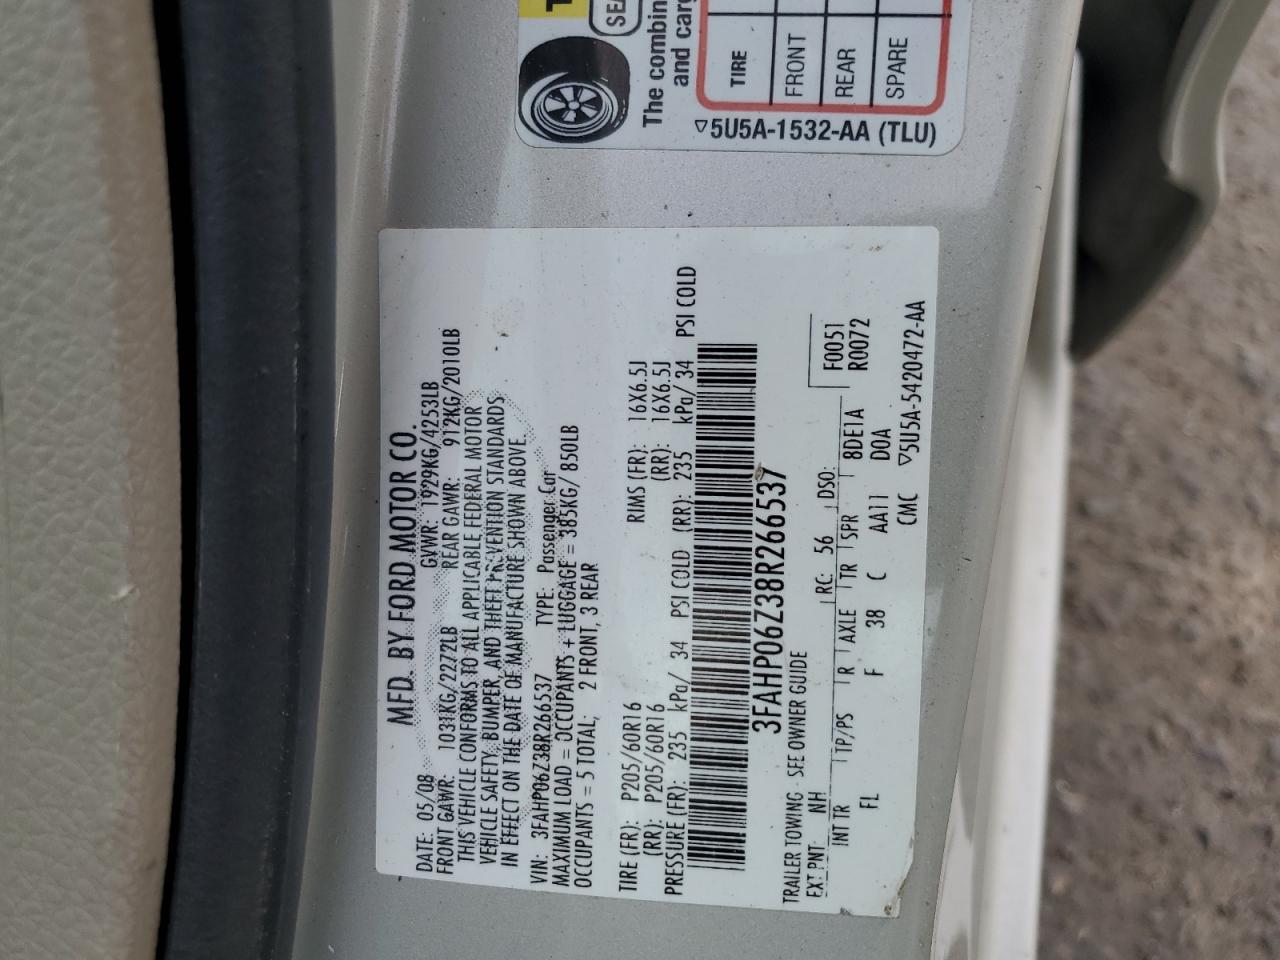 SEA
The combin
and carg
TIRE
FRONT
REAR
SPARE
▽5U5A-1532-AA (TLU)
MFD. BY FORD MOTOR CO.
DATE: 05/08 GVWR: 1929KG/4253LB
FRONT GAWR: 1031KG/2272LB REAR GAWR: 912KG/2010LB
THIS VEHICLE CONFORMS TO ALL APPLICABLE FEDERAL MOTOR
VEHICLE SAFETY, BUMPER, AND THEFT PREVENTION STANDARDS
IN EFFECT ON THE DATE OF MANUFACTURE SHOWN ABOVE.
VIN: 3FAHP06Z38R266537 TYPE: Passenger Car
MAXIMUM LOAD = OCCUPANTS + LUGGAGE = 385KG/ 850LB
OCCUPANTS = 5 TOTAL; 2 FRONT, 3 REAR
TIRE (FR): P205/60R16 RIMS (FR): 16X6.5J
(RR): P205/60R16 (RR): 16X6.5J
PRESSURE (FR): 235 kPa/ 34 PSI COLD (RR): 235 kPa/ 34 PSI COLD
3FAHP06Z38R266537
TRAILER TOWING - SEE OWNER GUIDE
EXT PNT: NH RC: 56 DSO: F0051
INT TR TP/PS R AXLE TR SPR 8DE1A R0072
FL F 38 C AA11 DOA
CMC ▽5U5A-5420472-AA